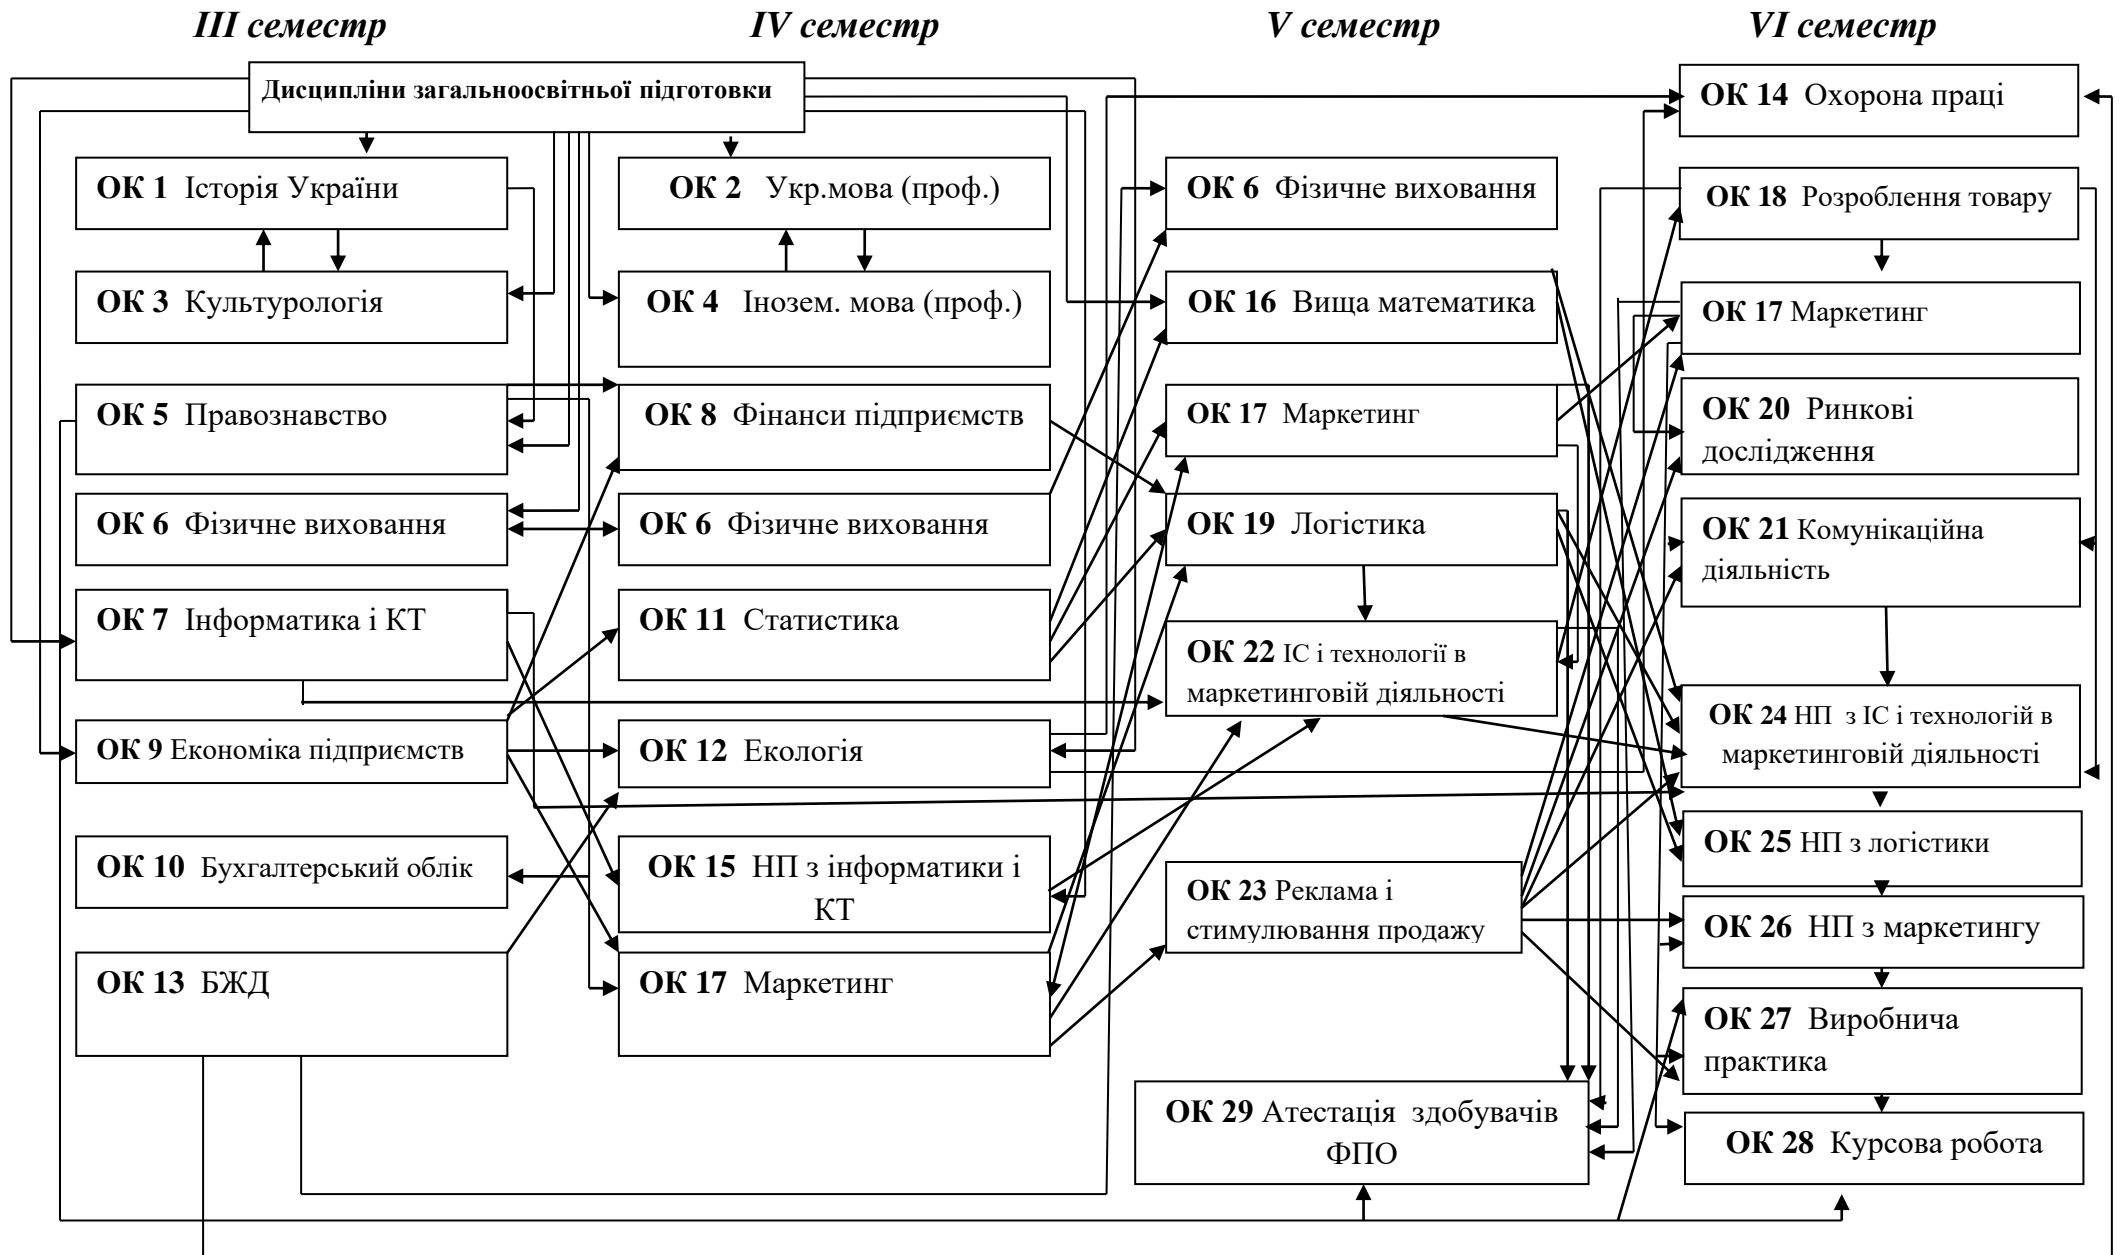 III семестр
IV семестр
V семестр
VI семестр
Дисципліни загальноосвітньої підготовки
ОК 1 Історія України
ОК 3 Культурологія
ОК 5 Правознавство
ОК 6 Фізичне виховання
ОК 7 Інформатика і КТ
ОК 9 Економіка підприємств
ОК 10 Бухгалтерський облік
ОК 13 БЖД
ОК 2 Укр.мова (проф.)
ОК 4 Інозем. мова (проф.)
ОК 8 Фінанси підприємств
ОК 6 Фізичне виховання
ОК 11 Статистика
ОК 12 Екологія
ОК 15 НП з інформатики і
КТ
ОК 17 Маркетинг
ОК 6 Фізичне виховання
ОК 16 Вища математика
ОК 17 Маркетинг
ОК 19 Логістика
ОК 22 ІС і технології в
маркетинговій діяльності
ОК 23 Реклама і
стимулювання продажу
ОК 29 Атестація здобувачів
ФПО
ОК 14 Охорона праці
ОК 18 Розроблення товару
ОК 17 Маркетинг
ОК 20 Ринкові
дослідження
ОК 21 Комунікаційна
діяльність
ОК 24 НП з ІС і технологій в
маркетинговій діяльності
ОК 25 НП з логістики
ОК 26 НП з маркетингу
ОК 27 Виробнича
практика
ОК 28 Курсова робота